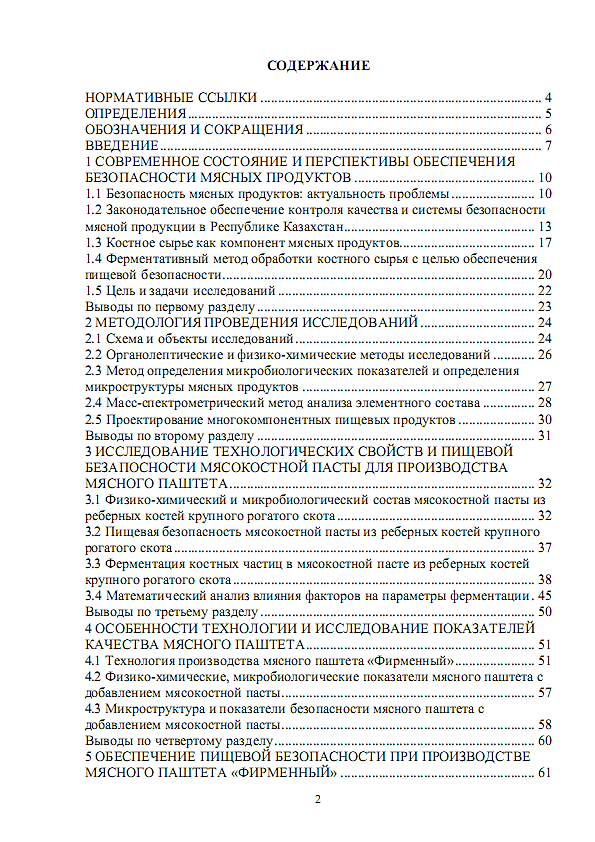 СОДЕРЖАНИЕ
НОРМАТИВНЫЕ ССЫЛКИ ........ 4
ОПРЕДЕЛЕНИЯ ........ 5
ОБОЗНАЧЕНИЯ И СОКРАЩЕНИЯ ........ 6
ВВЕДЕНИЕ ........ 7
1 СОВРЕМЕННОЕ СОСТОЯНИЕ И ПЕРСПЕКТИВЫ ОБЕСПЕЧЕНИЯ
БЕЗОПАСНОСТИ МЯСНЫХ ПРОДУКТОВ ........ 10
1.1 Безопасность мясных продуктов: актуальность проблемы ........ 10
1.2 Законодательное обеспечение контроля качества и системы безопасности
мясной продукции в Республике Казахстан ........ 13
1.3 Костное сырье как компонент мясных продуктов ........ 17
1.4 Ферментативный метод обработки костного сырья с целью обеспечения
пищевой безопасности ........ 20
1.5 Цель и задачи исследований ........ 22
Выводы по первому разделу ........ 23
2 МЕТОДОЛОГИЯ ПРОВЕДЕНИЯ ИССЛЕДОВАНИЙ ........ 24
2.1 Схема и объекты исследований ........ 24
2.2 Органолептические и физико-химические методы исследований ........ 26
2.3 Метод определения микробиологических показателей и определения
микроструктуры мясных продуктов ........ 27
2.4 Масс-спектрометрический метод анализа элементного состава ........ 28
2.5 Проектирование многокомпонентных пищевых продуктов ........ 30
Выводы по второму разделу ........ 31
3 ИССЛЕДОВАНИЕ ТЕХНОЛОГИЧЕСКИХ СВОЙСТВ И ПИЩЕВОЙ
БЕЗАПОСНОСТИ МЯСОКОСТНОЙ ПАСТЫ ДЛЯ ПРОИЗВОДСТВА
МЯСНОГО ПАШТЕТА ........ 32
3.1 Физико-химический и микробиологический состав мясокостной пасты из
реберных костей крупного рогатого скота ........ 32
3.2 Пищевая безопасность мясокостной пасты из реберных костей крупного
рогатого скота ........ 37
3.3 Ферментация костных частиц в мясокостной пасте из реберных костей
крупного рогатого скота ........ 38
3.4 Математический анализ влияния факторов на параметры ферментации . 45
Выводы по третьему разделу ........ 50
4 ОСОБЕННОСТИ ТЕХНОЛОГИИ И ИССЛЕДОВАНИЕ ПОКАЗАТЕЛЕЙ
КАЧЕСТВА МЯСНОГО ПАШТЕТА ........ 51
4.1 Технология производства мясного паштета «Фирменный» ........ 51
4.2 Физико-химические, микробиологические показатели мясного паштета с
добавлением мясокостной пасты ........ 57
4.3 Микроструктура и показатели безопасности мясного паштета с
добавлением мясокостной пасты ........ 58
Выводы по четвертому разделу ........ 60
5 ОБЕСПЕЧЕНИЕ ПИЩЕВОЙ БЕЗОПАСНОСТИ ПРИ ПРОИЗВОДСТВЕ
МЯСНОГО ПАШТЕТА «ФИРМЕННЫЙ» ........ 61
2